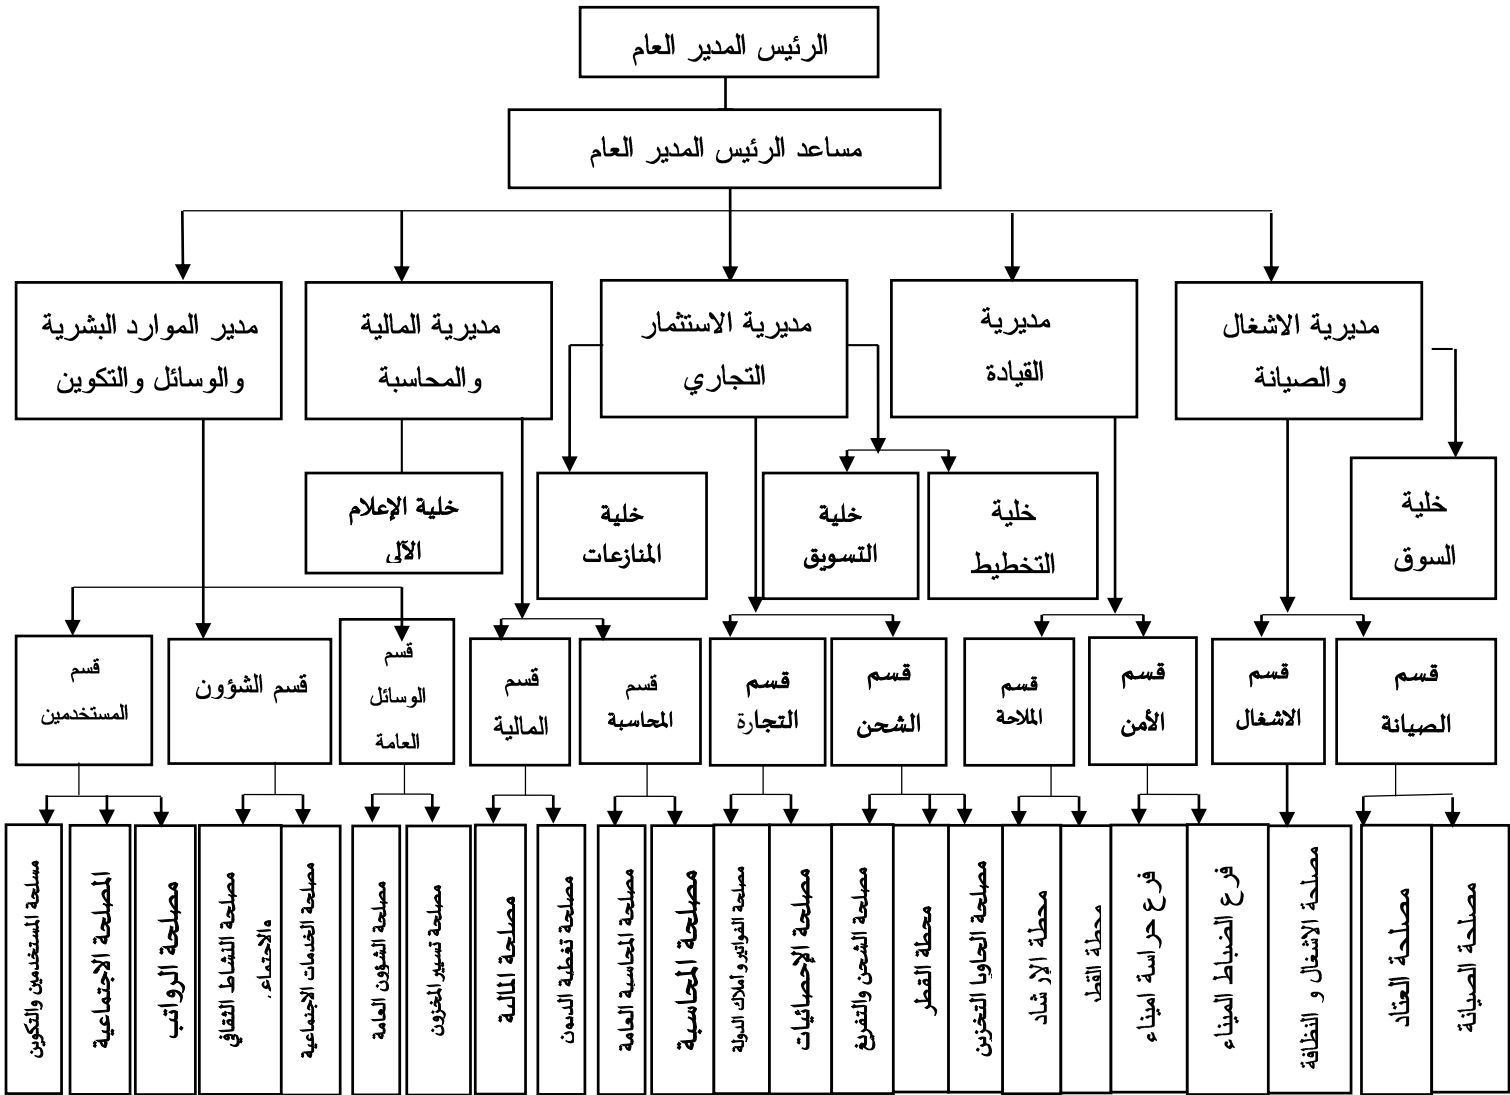 الرئيس المدير العام
مساعد الرئيس المدير العام
مديرية الاشغال
والصيانة
مديرية
القيادة
مديرية الاستثمار
التجاري
مديرية المالية
والمحاسبة
مدير الموارد البشرية
والوسائل والتكوين
خلية
السوق
خلية
التخطيط
خلية
التسويق
خلية
المنازعات
خلية الإعلام
الآلي
قسم
الصيانة
قسم
الاشغال
قسم
الأمن
قسم
الملاحة
قسم
الشحن
قسم
التجارة
قسم
المحاسبة
قسم
المالية
قسم
الوسائل
العامة
قسم الشؤون
قسم
المستخدمين
مصلحة الصيانة
مصلحة العتاد
مصلحة الاشغال و النظافة
فرع الضباط الميناء
فرع حراسة اميناء
محطة القطر
محطة الإرشاد
مصلحة الحاويا التخزين
محطة القطر
مصلحة الشحن والتفريغ
مصلحة الإحصائيات
مصلحة الفواتير و أملاك الدولة
مصلحة المحاسبة
مصلحة المحاسبة العامة
مصلحة تغطية الديون
مصلحة المالية
مصلحة تسيير المخزون
مصلحة الشؤون العامة
مصلحة الخدمات الاجتماعية
مصلحة النشاط الثقافي
والاجتماعي
مصلحة الرواتب
المصلحة الاجتماعية
مسلحة المستخدمين والتكوين